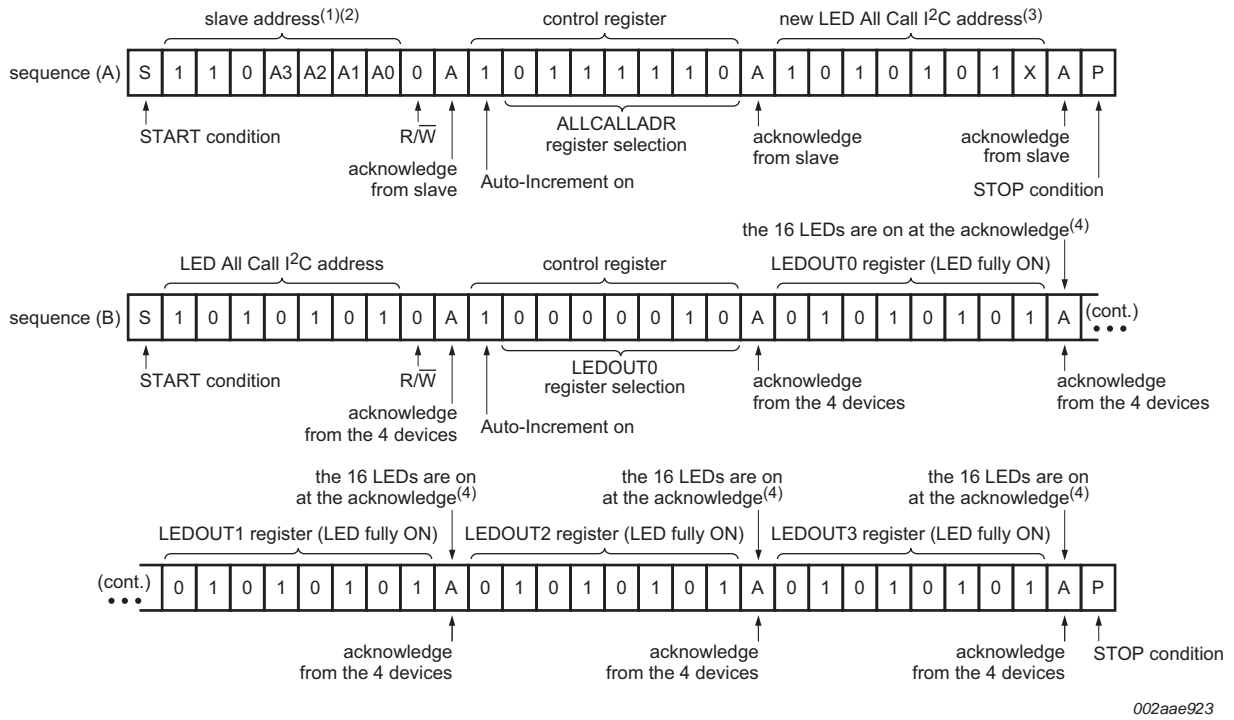 slave address(1)(2) control register new LED All Call I2C address(3)
sequence (A) S 1 1 0 A3 A2 A1 A0 0 A 1 0 1 1 1 1 1 0 A 1 0 1 0 1 0 1 X A P
START condition R/W ALLCALLADR register selection acknowledge from slave acknowledge from slave
acknowledge from slave Auto-Increment on STOP condition
the 16 LEDs are on at the acknowledge(4)
LED All Call I2C address control register LEDOUT0 register (LED fully ON)
sequence (B) S 1 0 1 0 1 0 1 0 A 1 0 0 0 0 0 1 0 A 0 1 0 1 0 1 0 1 A (cont.)
START condition R/W LEDOUT0 register selection acknowledge from the 4 devices acknowledge from the 4 devices
acknowledge from the 4 devices Auto-Increment on
the 16 LEDs are on at the acknowledge(4) the 16 LEDs are on at the acknowledge(4) the 16 LEDs are on at the acknowledge(4)
LEDOUT1 register (LED fully ON) LEDOUT2 register (LED fully ON) LEDOUT3 register (LED fully ON)
(cont.) 0 1 0 1 0 1 0 1 A 0 1 0 1 0 1 0 1 A 0 1 0 1 0 1 0 1 A P
acknowledge from the 4 devices acknowledge from the 4 devices acknowledge from the 4 devices STOP condition
002aae923